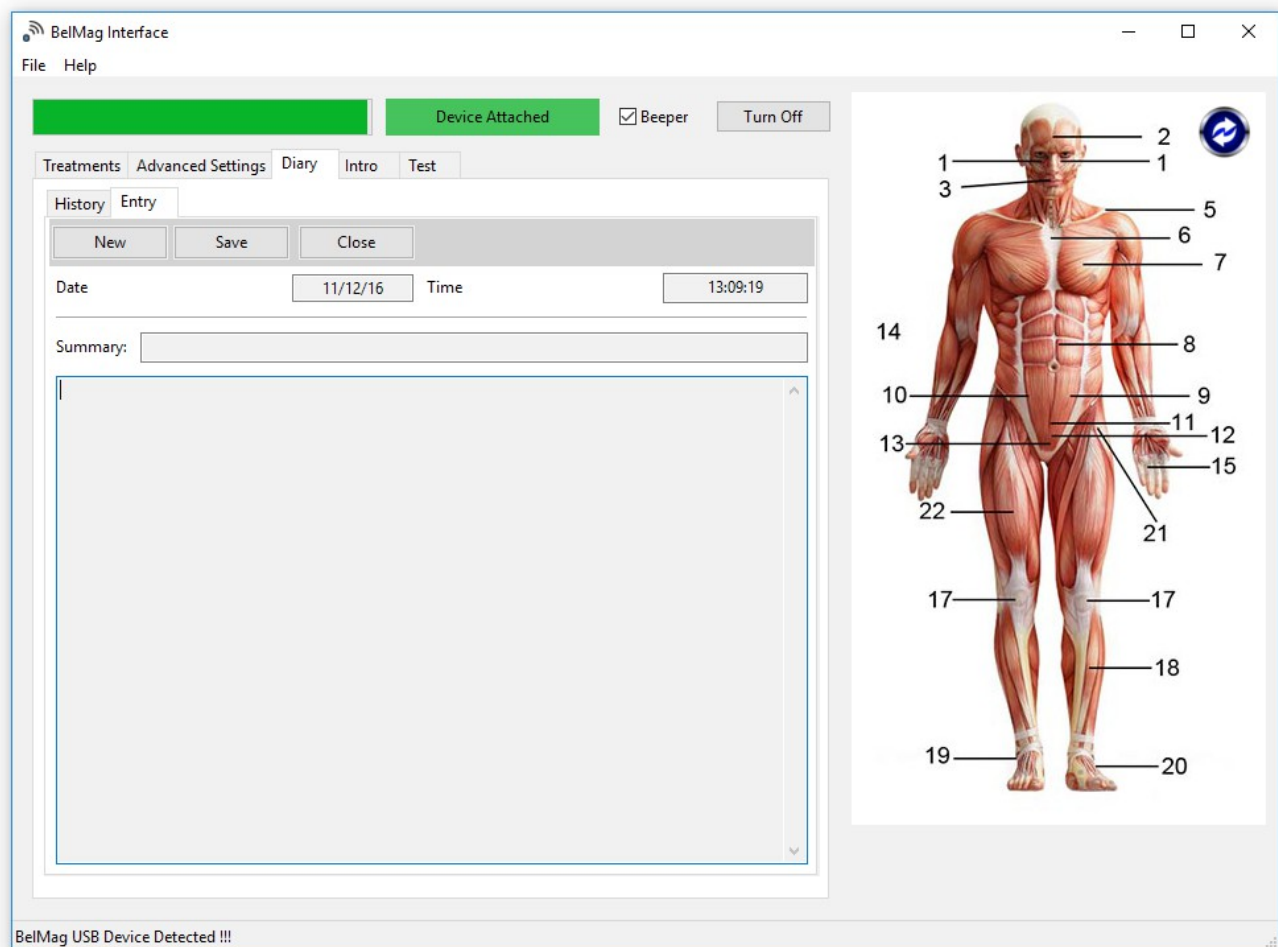 BelMag Interface
File Help
Device Attached Beeper Turn Off
Treatments Advanced Settings Diary Intro Test
History Entry
New Save Close
Date 11/12/16 Time 13:09:19
Summary:
2
1 1
3
5
6
7
14
8
10 9
11
13 12
15
22
21
17 17
18
19 20
BelMag USB Device Detected !!!